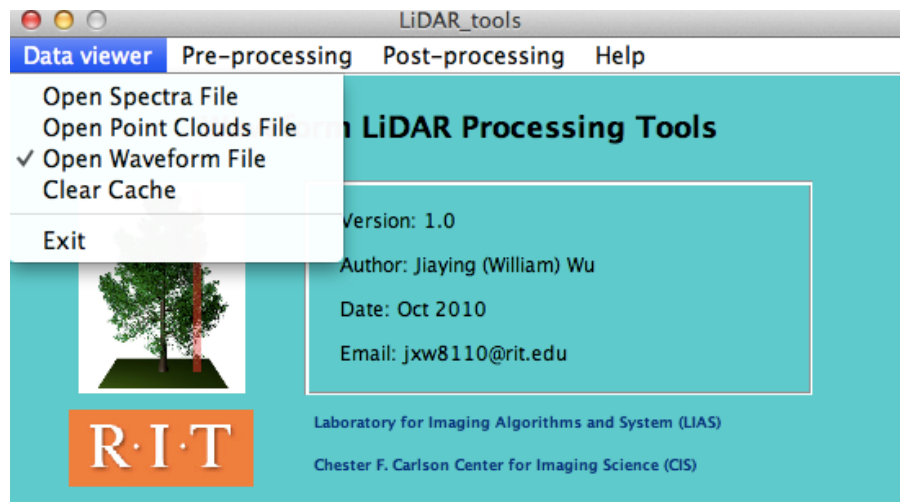 LiDAR_tools
Data viewer Pre-processing Post-processing Help
Open Spectra File
Open Point Clouds File
✓ Open Waveform File
Clear Cache
Exit
LiDAR Processing Tools
Version: 1.0
Author: Jiaying (William) Wu
Date: Oct 2010
Email: jxw8110@rit.edu
R·I·T
Laboratory for Imaging Algorithms and System (LIAS)
Chester F. Carlson Center for Imaging Science (CIS)